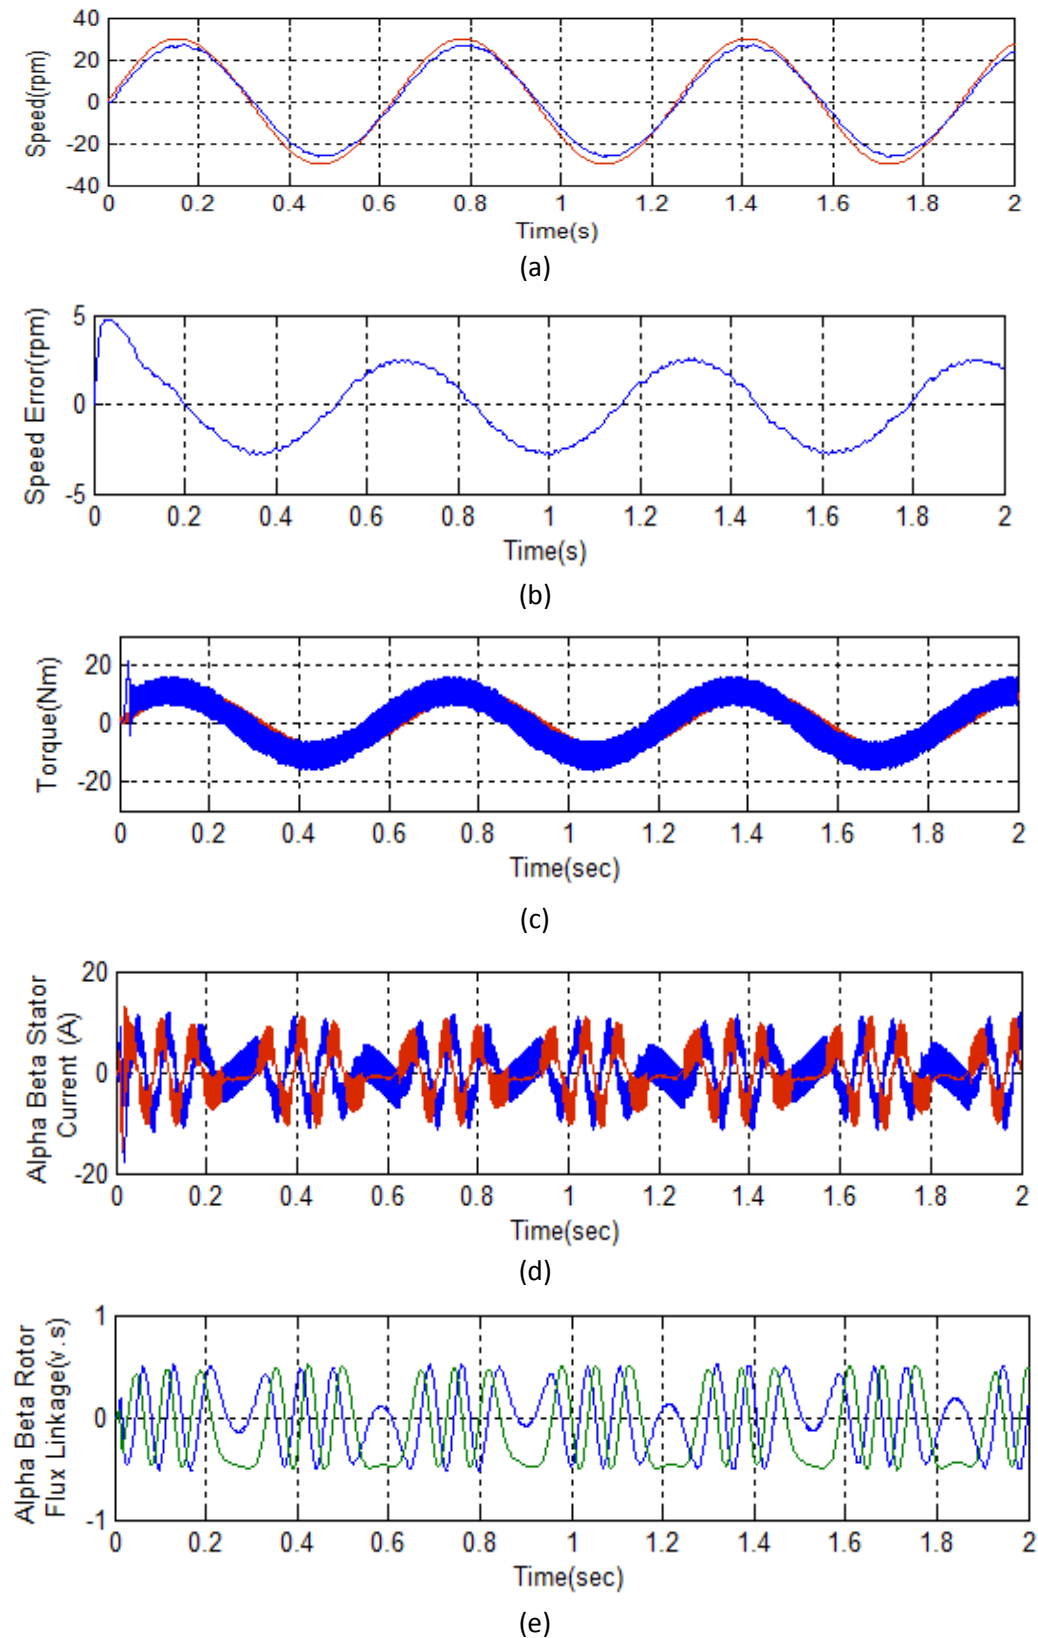 40
20
0
-20
-40
Speed(rpm)
0 0.2 0.4 0.6 0.8 1 1.2 1.4 1.6 1.8 2
Time(s)
(a)
5
0
-5
Speed Error(rpm)
0 0.2 0.4 0.6 0.8 1 1.2 1.4 1.6 1.8 2
Time(s)
(b)
20
0
-20
Torque(Nm)
0 0.2 0.4 0.6 0.8 1 1.2 1.4 1.6 1.8 2
Time(sec)
(c)
20
0
-20
Alpha Beta Stator
Current (A)
0 0.2 0.4 0.6 0.8 1 1.2 1.4 1.6 1.8 2
Time(sec)
(d)
1
0
-1
Alpha Beta Rotor
Flux Linkage(v.s)
0 0.2 0.4 0.6 0.8 1 1.2 1.4 1.6 1.8 2
Time(sec)
(e)